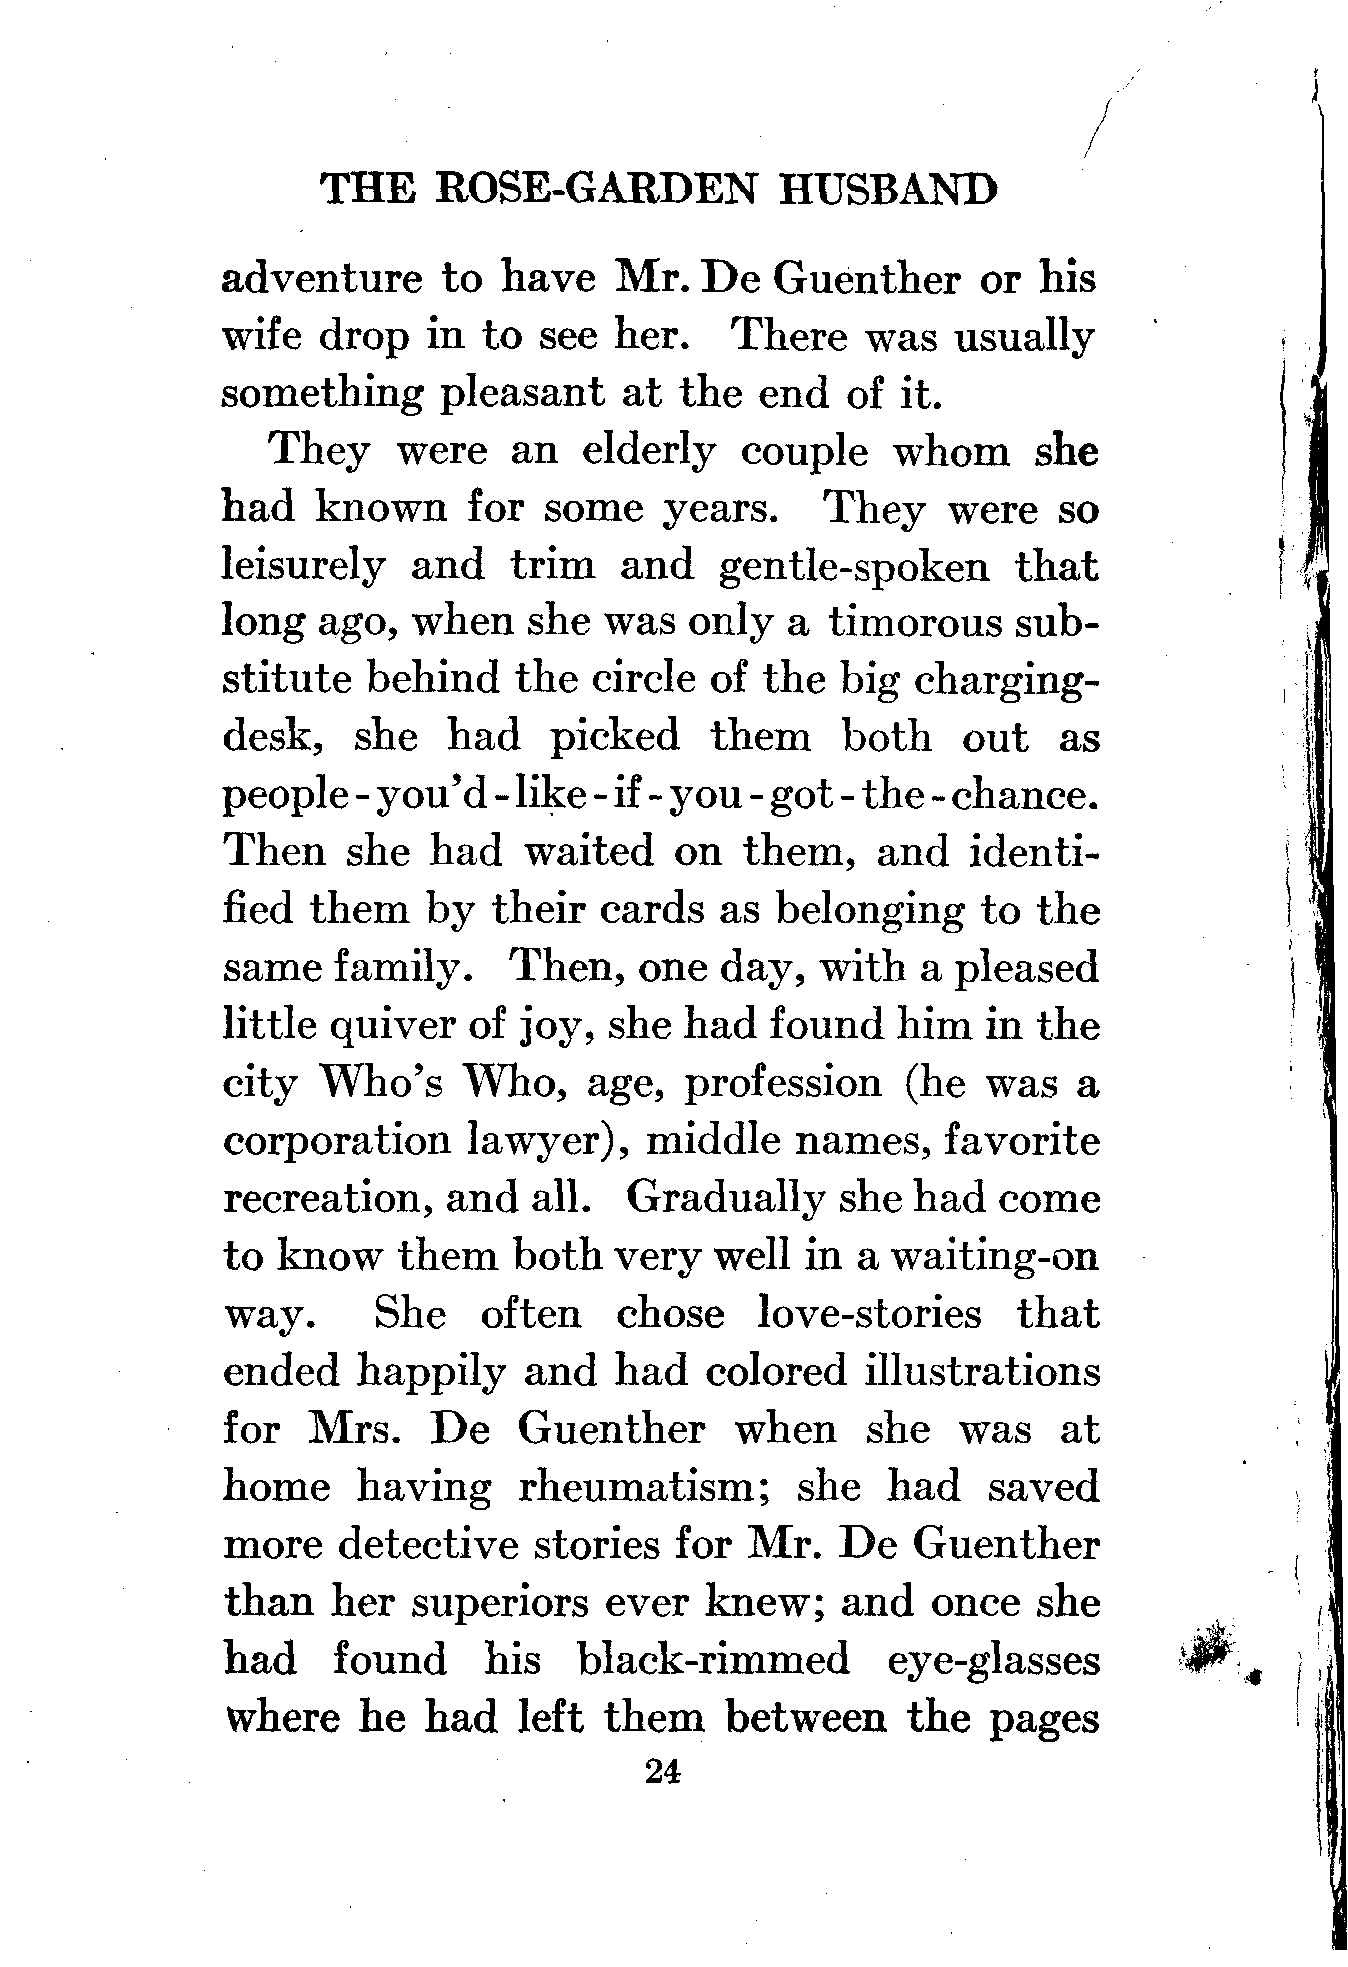 THE ROSE-GARDEN HUSBAND
adventure to have Mr. De Guenther or his
wife drop in to see her. There was usually
something pleasant at the end of it.
They were an elderly couple whom she
had known for some years. They were so
leisurely and trim and gentle-spoken that
long ago, when she was only a timorous sub-
stitute behind the circle of the big charging-
desk, she had picked them both out as
people-you'd-like-if-you-got-the-chance.
Then she had waited on them, and identi-
fied them by their cards as belonging to the
same family. Then, one day, with a pleased
little quiver of joy, she had found him in the
city Who's Who, age, profession (he was a
corporation lawyer), middle names, favorite
recreation, and all. Gradually she had come
to know them both very well in a waiting-on
way. She often chose love-stories that
ended happily and had colored illustrations
for Mrs. De Guenther when she was at
home having rheumatism; she had saved
more detective stories for Mr. De Guenther
than her superiors ever knew; and once she
had found his black-rimmed eye-glasses
where he had left them between the pages
24